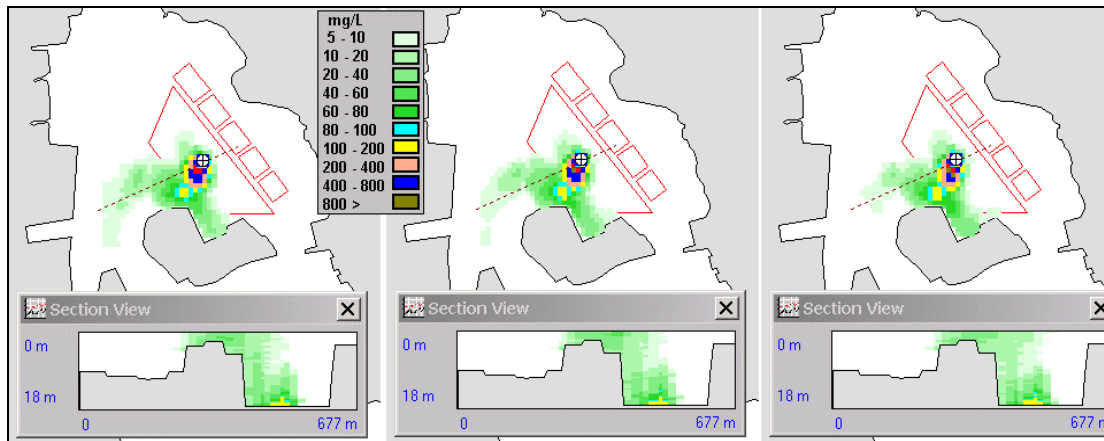 mg/L
5 - 10
10 - 20
20 - 40
40 - 60
60 - 80
80 - 100
100 - 200
200 - 400
400 - 800
800 >
Section View
0 m
18 m
0
677 m
Section View
0 m
18 m
0
677 m
Section View
0 m
18 m
0
677 m